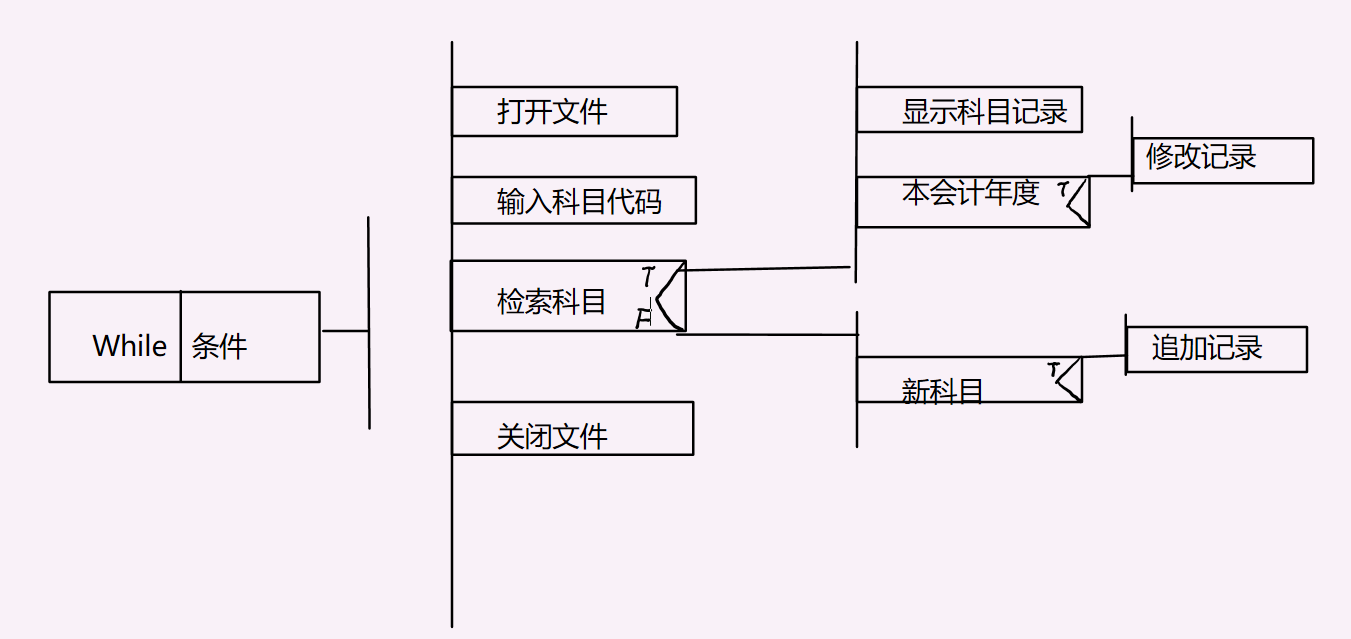 打开文件
显示科目记录
修改记录
输入科目代码
本会计年度 T
检索科目 T
F
While 条件
追加记录
新科目 T
关闭文件